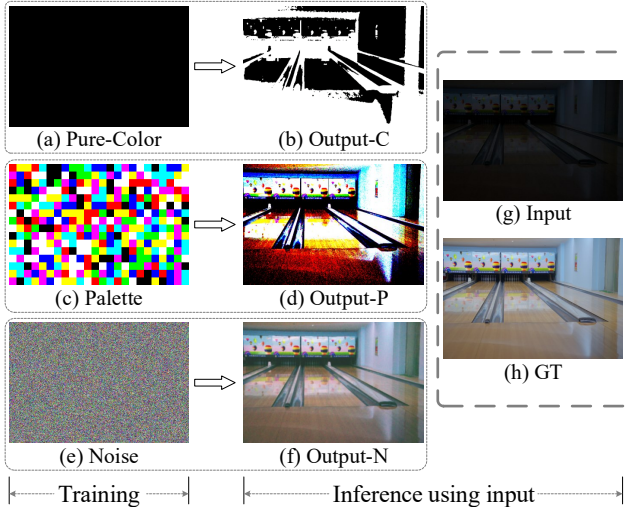 (a) Pure-Color
(b) Output-C
(c) Palette
(d) Output-P
(e) Noise
(f) Output-N
(g) Input
(h) GT
Training
Inference using input